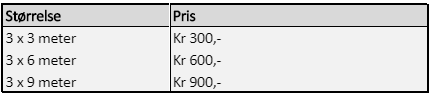 Størrelse Pris
3 x 3 meter Kr 300,-
3 x 6 meter Kr 600,-
3 x 9 meter Kr 900,-